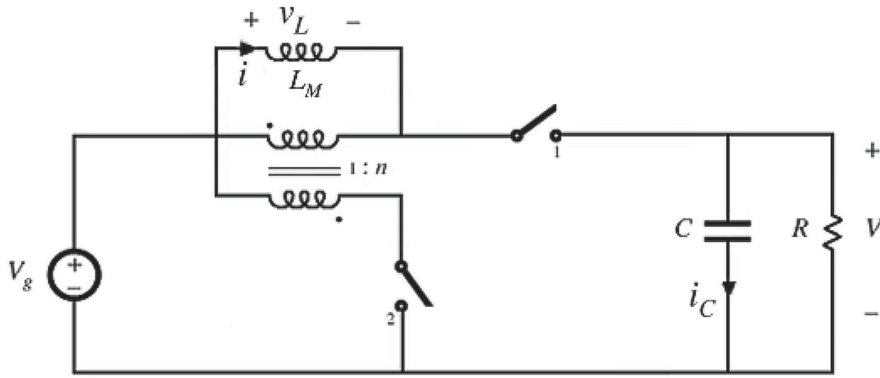 + v_L −
i
L_M
1 : n
1
+
V_g
+
−
C
R
V
2
i_C
−